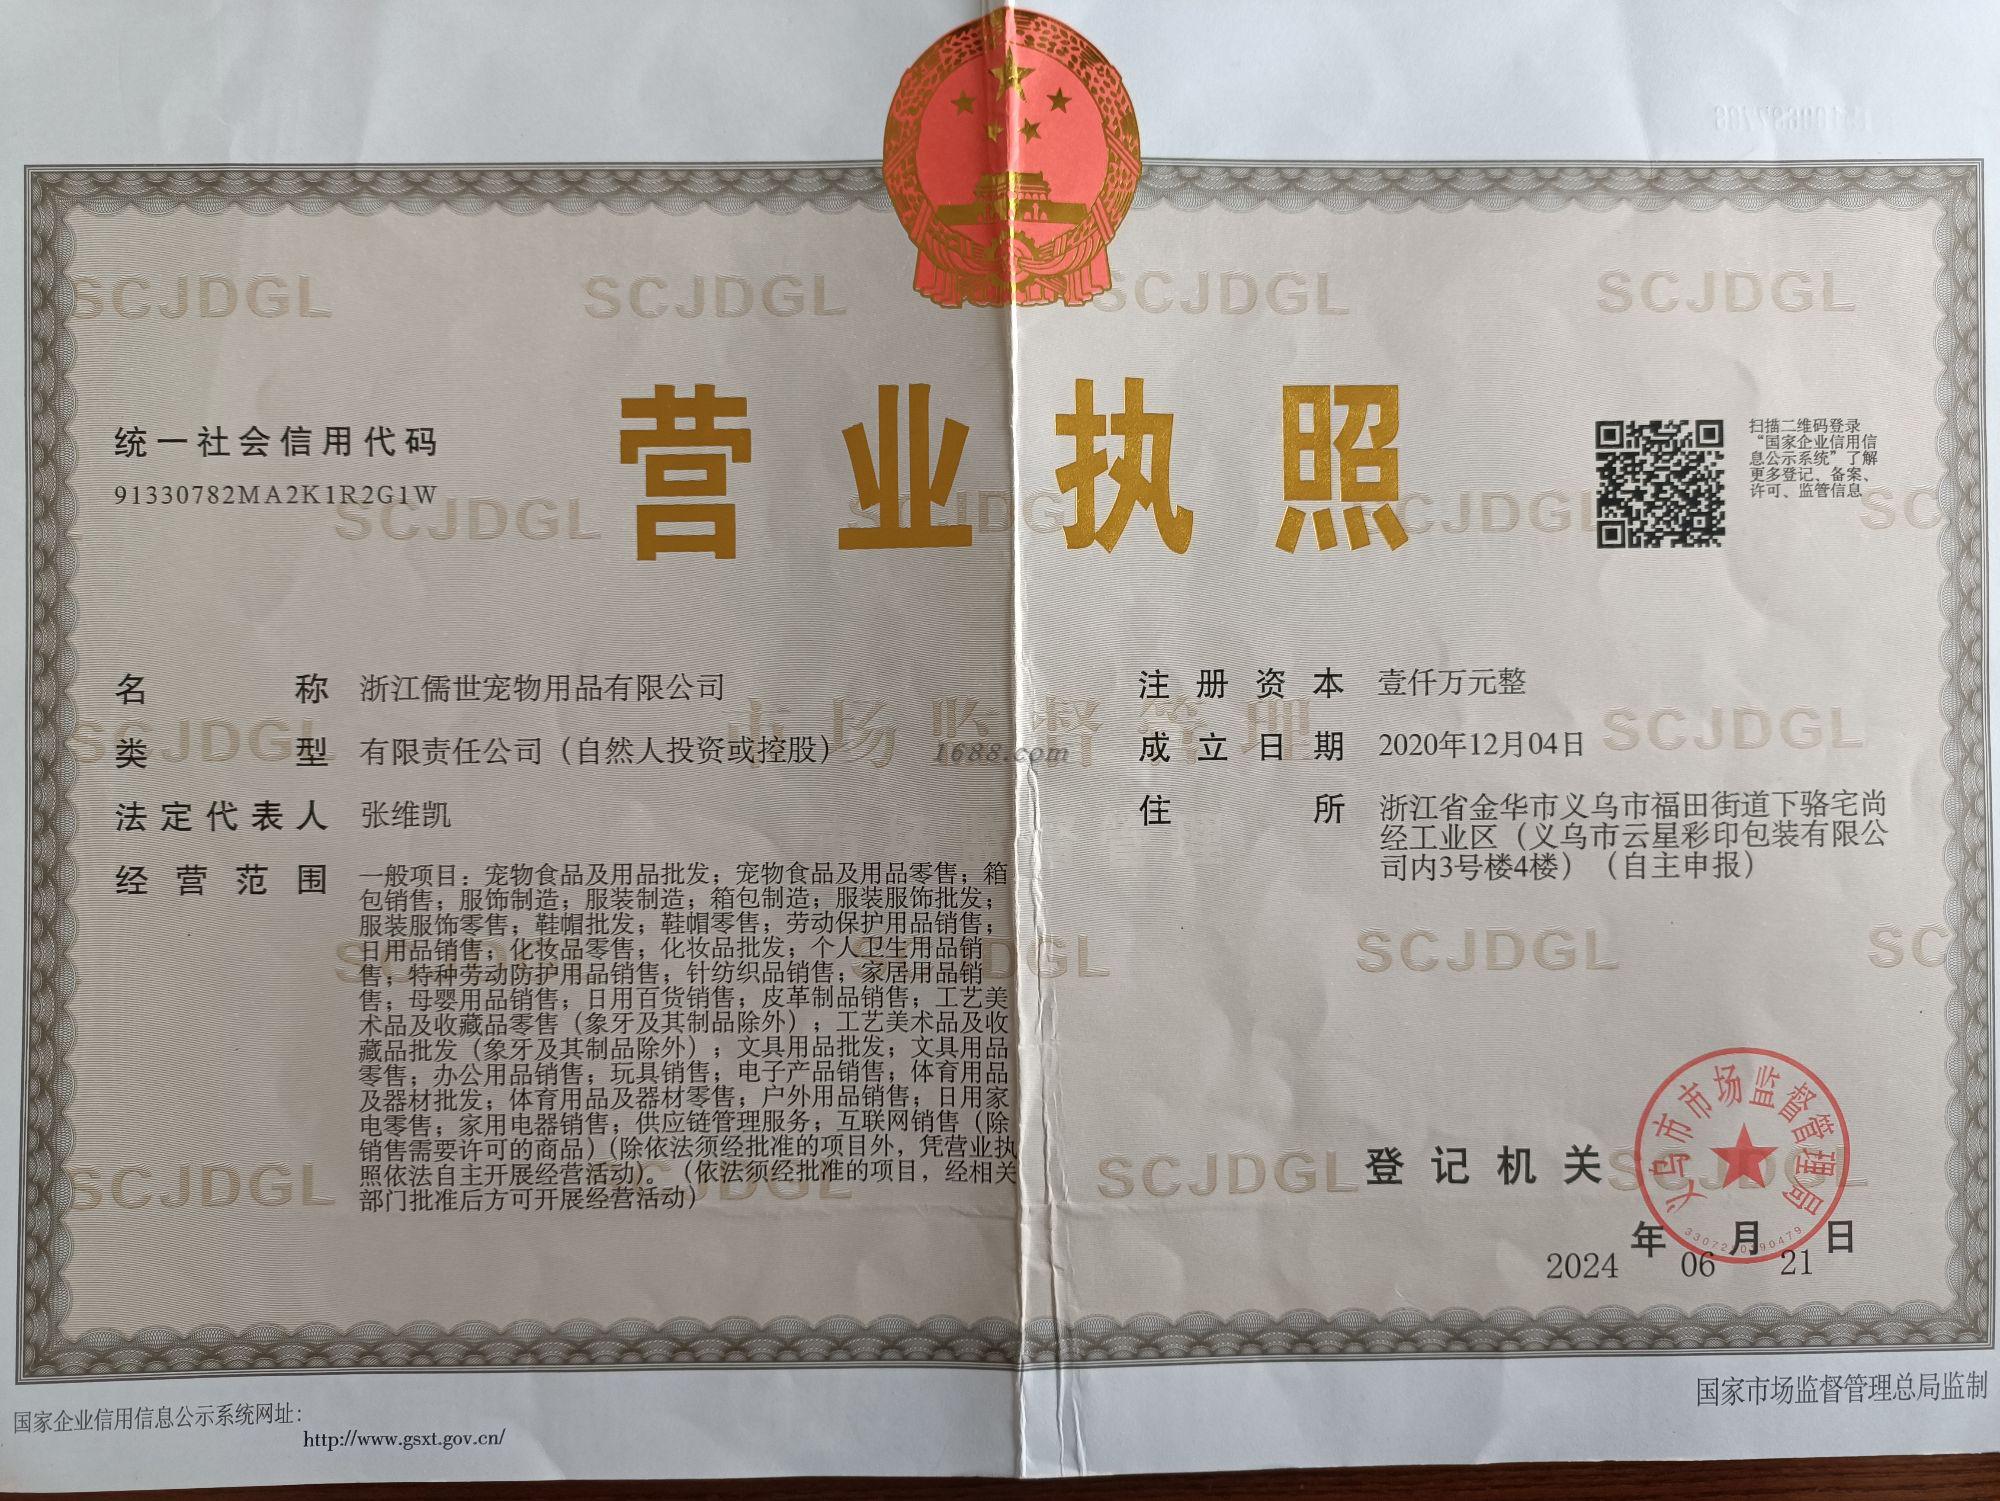 营业执照
统一社会信用代码
91330782MA2K1R2G1W
扫描二维码登录
“国家企业信用信
息公示系统”了解
更多登记、备案、
许可、监管信息
名称 浙江儒世宠物用品有限公司
类型 有限责任公司（自然人投资或控股）
法定代表人 张维凯
经营范围 一般项目：宠物食品及用品批发；宠物食品及用品零售；箱
包销售；服饰制造；服装制造；箱包制造；服装服饰批发；
服装服饰零售；鞋帽批发；鞋帽零售；劳动保护用品销售；
日用品销售；化妆品零售；化妆品批发；个人卫生用品销
售；特种劳动防护用品销售；针纺织品销售；家居用品销
售；母婴用品销售；日用百货销售；皮革制品销售；工艺美
术品及收藏品零售（象牙及其制品除外）；工艺美术品及收
藏品批发（象牙及其制品除外）；文具用品批发；文具用品
零售；办公用品销售；玩具销售；电子产品销售；体育用品
及器材批发；体育用品及器材零售；户外用品销售；日用家
电零售；家用电器销售；供应链管理服务；互联网销售（除
销售需要许可的商品）(除依法须经批准的项目外，凭营业执
照依法自主开展经营活动)。（依法须经批准的项目，经相关
部门批准后方可开展经营活动）
注册资本 壹仟万元整
成立日期 2020年12月04日
住所 浙江省金华市义乌市福田街道下骆宅尚
经工业区（义乌市云星彩印包装有限公
司内3号楼4楼）（自主申报）
市场监督管理
1688.com
SCJDGL
登记机关
义乌市市场监督管理局
2024年06月21日
国家企业信用信息公示系统网址：
http://www.gsxt.gov.cn/
国家市场监督管理总局监制